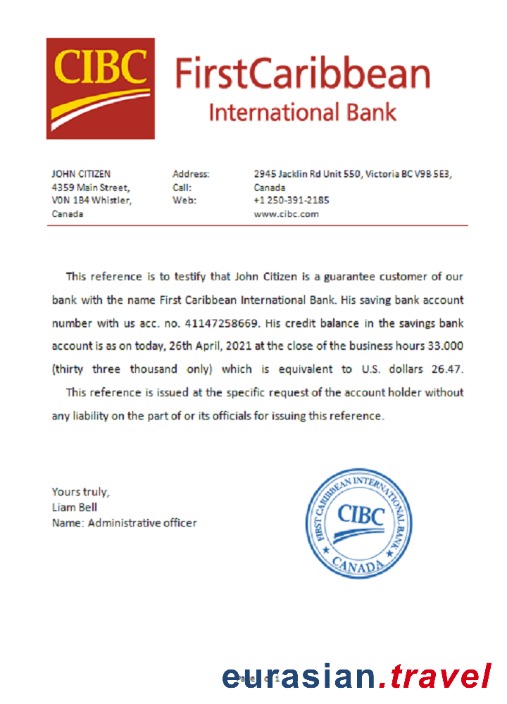 CIBC
FirstCaribbean
International Bank
JOHN CITIZEN
4359 Main Street,
V0N 1B4 Whistler,
Canada
Address: 2945 Jacklin Rd Unit 550, Victoria BC V9B 5E3,
Canada
Call: +1 250-391-2185
Web: www.cibc.com
This reference is to testify that John Citizen is a guarantee customer of our
bank with the name First Caribbean International Bank. His saving bank account
number with us acc. no. 41147258669. His credit balance in the savings bank
account is as on today, 26th April, 2021 at the close of the business hours 33.000
(thirty three thousand only) which is equivalent to U.S. dollars 26.47.
This reference is issued at the specific request of the account holder without
any liability on the part of or its officials for issuing this reference.
Yours truly,
Liam Bell
Name: Administrative officer
FIRST CARIBBEAN INTERNATIONAL BANK
CIBC
CANADA
eurasian.travel